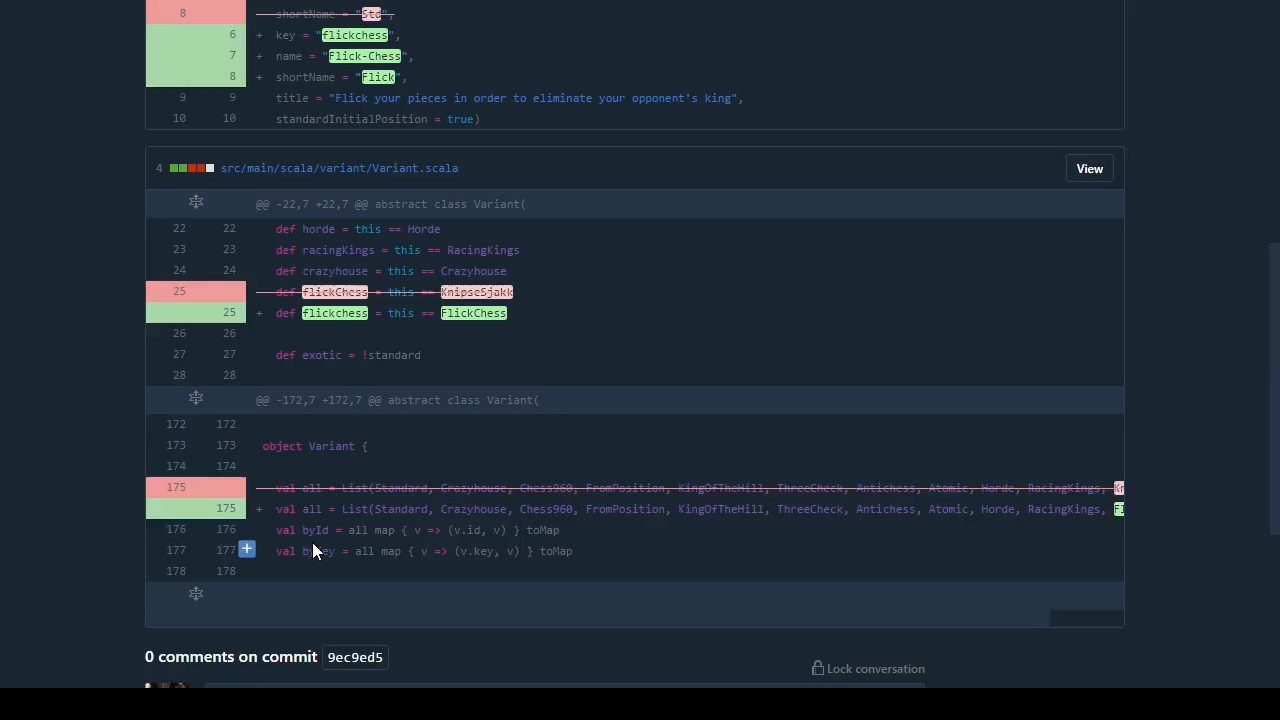 8 shortName = "Std",
6 + key = "flickchess",
7 + name = "Flick-Chess",
8 + shortName = "Flick",
9 9 title = "Flick your pieces in order to eliminate your opponent's king",
10 10 standardInitialPosition = true)
4 src/main/scala/variant/Variant.scala View
@@ -22,7 +22,7 @@ abstract class Variant(
22 22 def horde = this == Horde
23 23 def racingKings = this == RacingKings
24 24 def crazyhouse = this == Crazyhouse
25 - def flickChess = this == KnipseSjakk
25 + def flickchess = this == FlickChess
26 26
27 27 def exotic = !standard
28 28
@@ -172,7 +172,7 @@ abstract class Variant(
172 172
173 173 object Variant {
174 174
175 - val all = List(Standard, Crazyhouse, Chess960, FromPosition, KingOfTheHill, ThreeCheck, Antichess, Atomic, Horde, RacingKings, Kn
175 + val all = List(Standard, Crazyhouse, Chess960, FromPosition, KingOfTheHill, ThreeCheck, Antichess, Atomic, Horde, RacingKings, Fl
176 176 val byId = all map { v => (v.id, v) } toMap
177 177 + val byKey = all map { v => (v.key, v) } toMap
178 178
0 comments on commit 9ec9ed5
Lock conversation